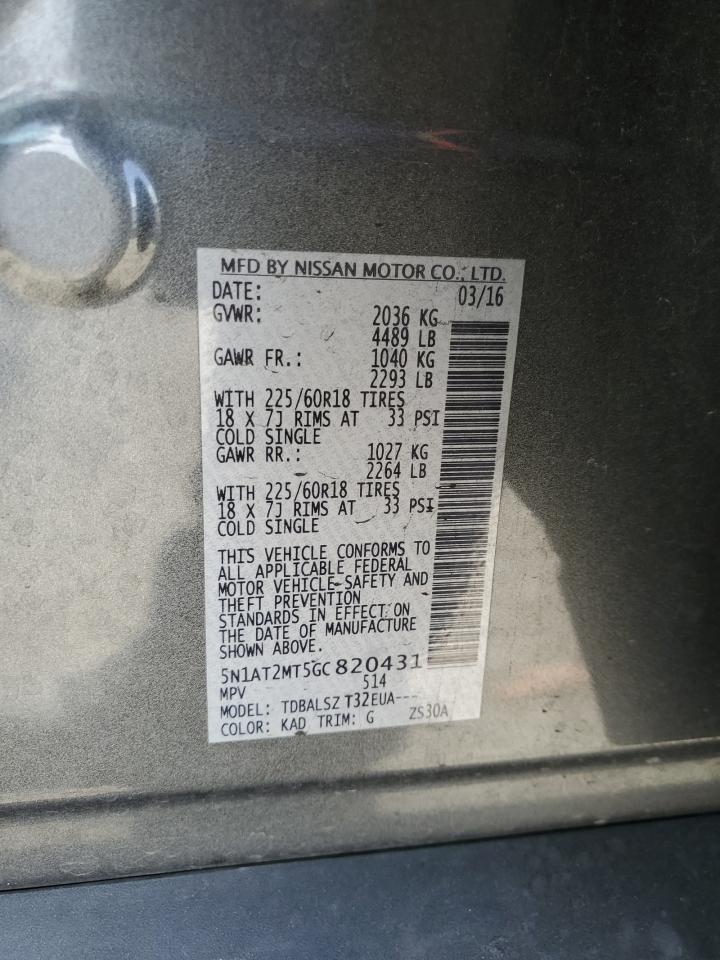 MFD BY NISSAN MOTOR CO., LTD.
DATE: 03/16
GVWR: 2036 KG
4489 LB
GAWR FR.: 1040 KG
2293 LB
WITH 225/60R18 TIRES
18 X 7J RIMS AT 33 PSI
COLD SINGLE
GAWR RR.: 1027 KG
2264 LB
WITH 225/60R18 TIRES
18 X 7J RIMS AT 33 PSI
COLD SINGLE
THIS VEHICLE CONFORMS TO
ALL APPLICABLE FEDERAL
MOTOR VEHICLE SAFETY AND
THEFT PREVENTION
STANDARDS IN EFFECT ON
THE DATE OF MANUFACTURE
SHOWN ABOVE.
5N1AT2MT5GC820431
MPV 514
MODEL: TDBALSZ T32EUA---
COLOR: KAD TRIM: G ZS30A